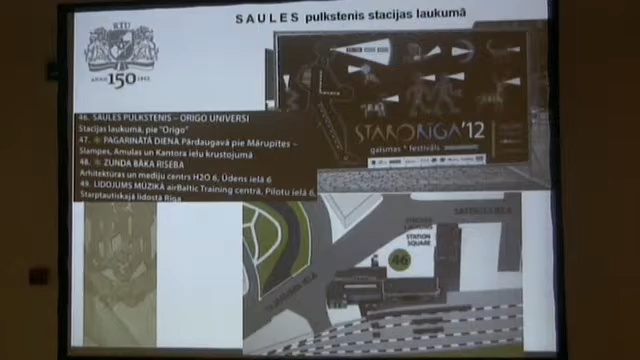 SAULES pulkstenis stacijas laukumā
RTU
ANNO 150 1862
46. SAULES PULKSTENIS – ORIGO UNIVERSI
Stacijas laukumā, pie "Origo"
47. PAGARINĀTĀ DIENA Pārdaugavā pie Mārupītes –
Slampes, Amulas un Kantora ielu krustojumā
48. ZUNDA BĀKA RISEBA
Arhitektūras un mediju centrs H2O 6, Ūdens ielā 6
49. LIDOJUMS MŪZIKĀ airBaltic Training centrā, Pilotu ielā 6,
Starptautiskajā lidostā Rīga
STARO RĪGA '12
gaismas festivāls
STATION
SQUARE
46